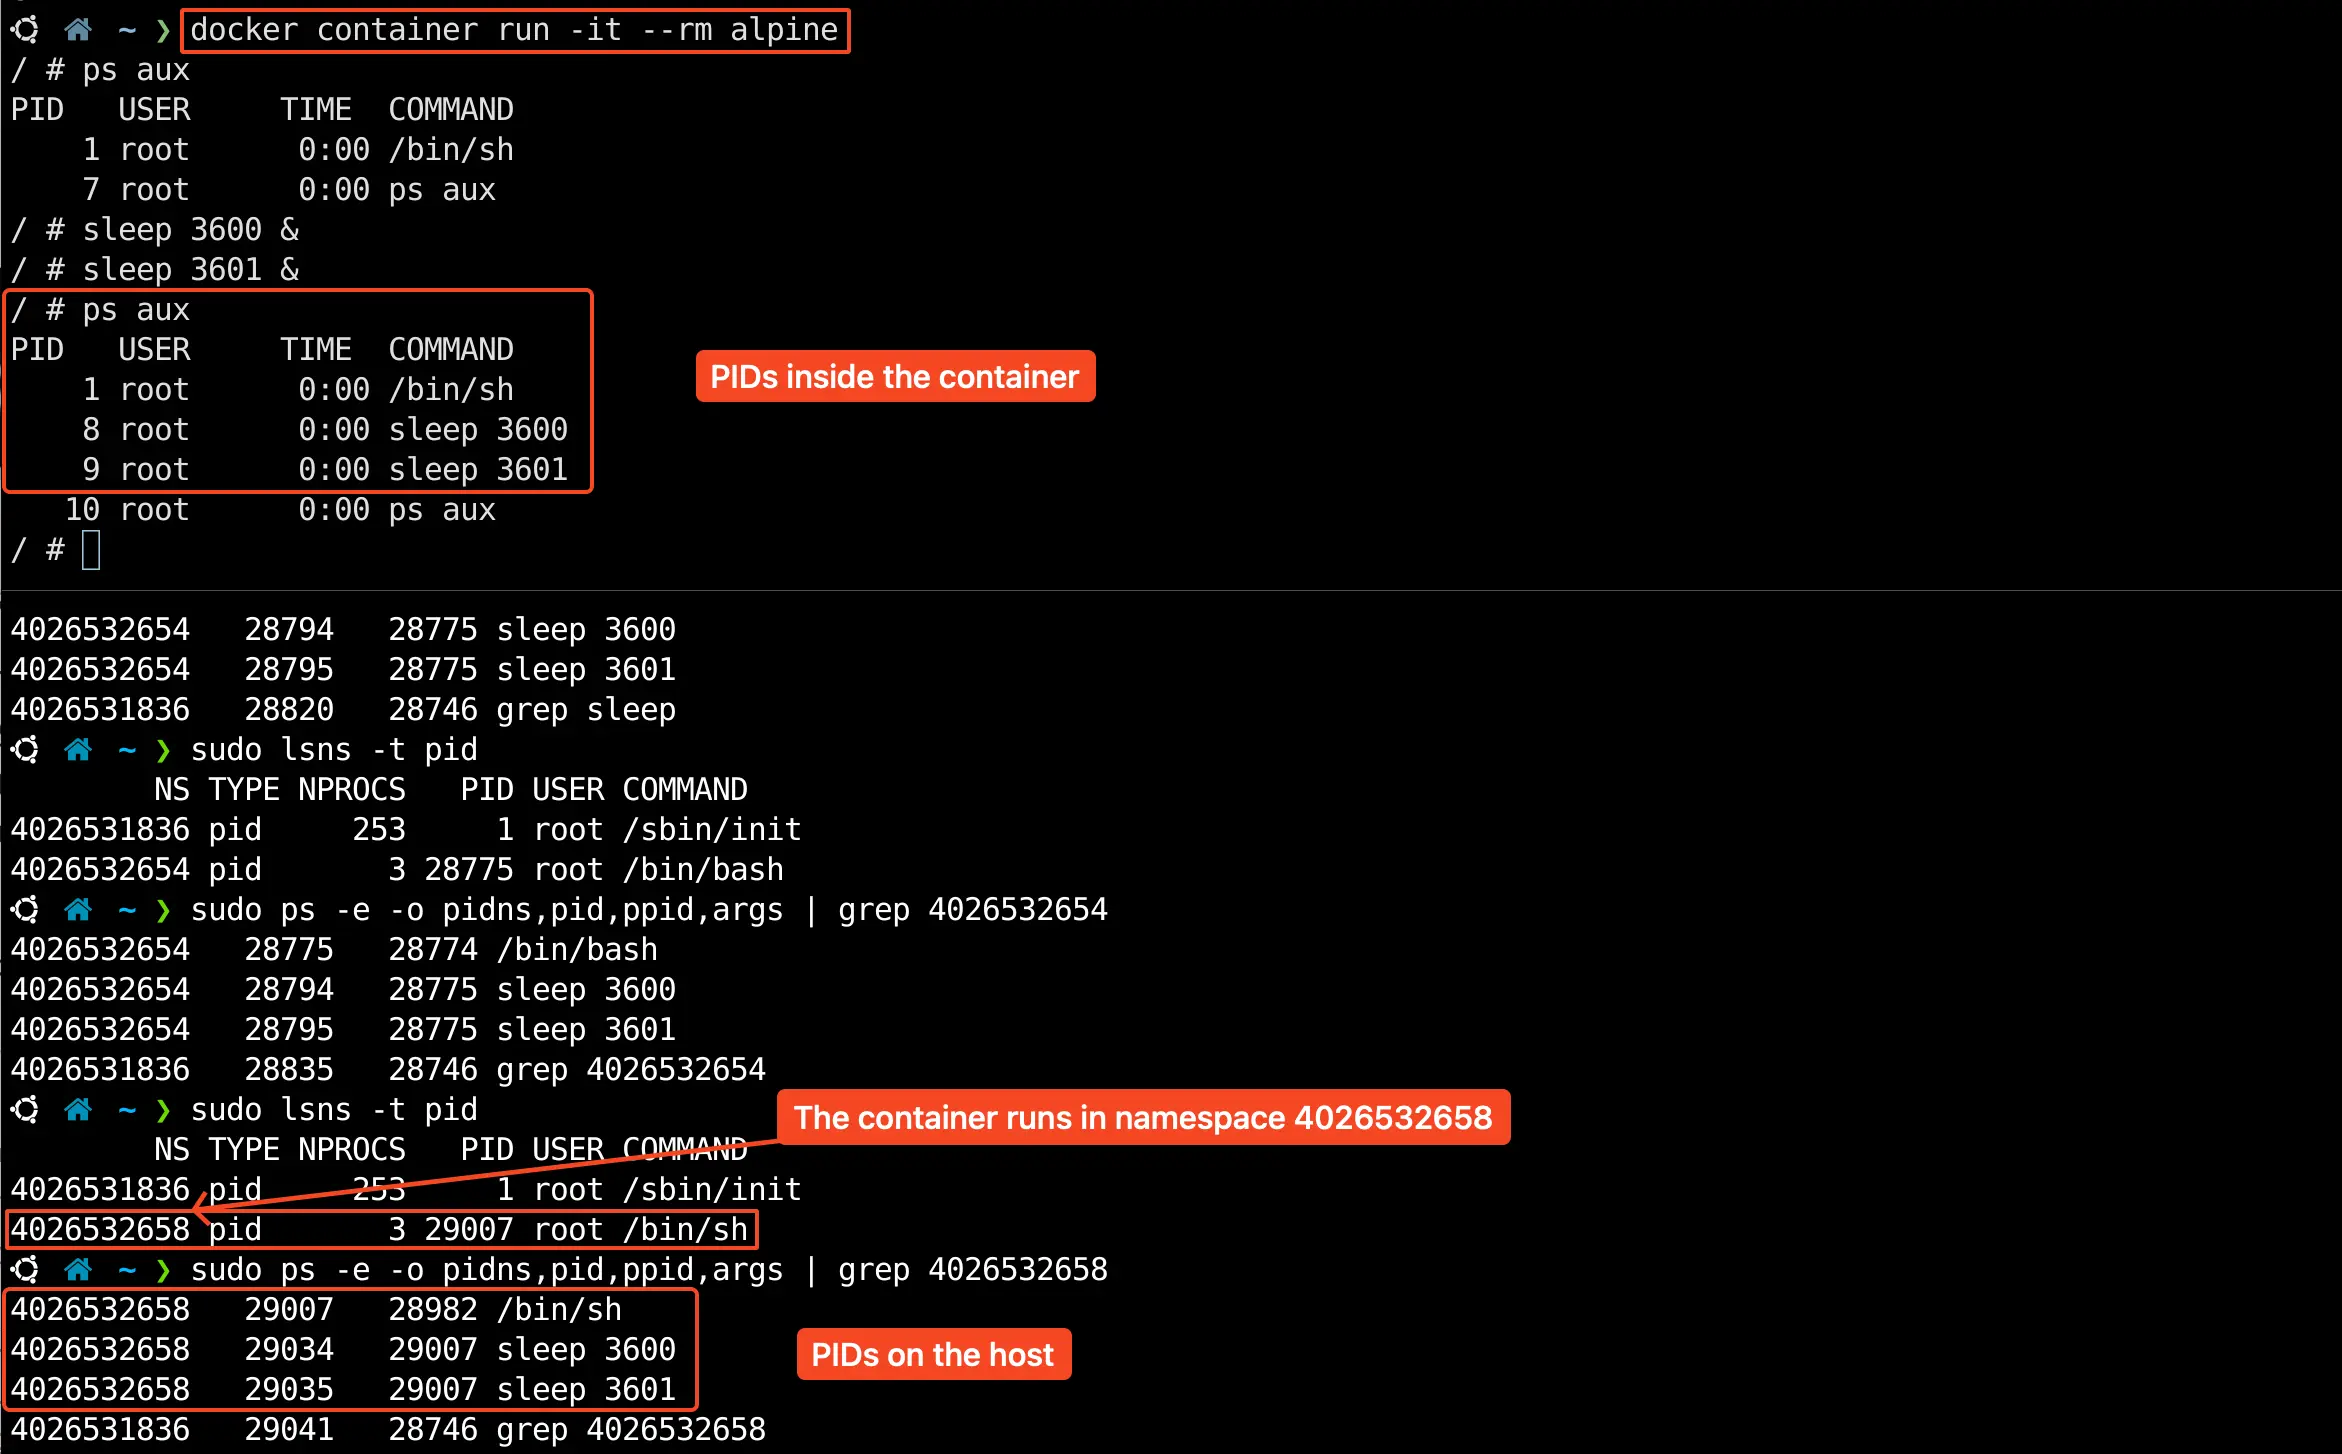 ~ ❯ docker container run -it --rm alpine
/ # ps aux
PID   USER     TIME  COMMAND
    1 root      0:00 /bin/sh
    7 root      0:00 ps aux
/ # sleep 3600 &
/ # sleep 3601 &
/ # ps aux
PID   USER     TIME  COMMAND
    1 root      0:00 /bin/sh
PIDs inside the container
    8 root      0:00 sleep 3600
    9 root      0:00 sleep 3601
   10 root      0:00 ps aux
/ #
4026532654   28794   28775 sleep 3600
4026532654   28795   28775 sleep 3601
4026531836   28820   28746 grep sleep
~ ❯ sudo lsns -t pid
        NS TYPE NPROCS   PID USER COMMAND
4026531836 pid     253     1 root /sbin/init
4026532654 pid       3 28775 root /bin/bash
~ ❯ sudo ps -e -o pidns,pid,ppid,args | grep 4026532654
4026532654   28775   28774 /bin/bash
4026532654   28794   28775 sleep 3600
4026532654   28795   28775 sleep 3601
4026531836   28835   28746 grep 4026532654
~ ❯ sudo lsns -t pid
The container runs in namespace 4026532658
        NS TYPE NPROCS   PID USER COMMAND
4026531836 pid     253     1 root /sbin/init
4026532658 pid       3 29007 root /bin/sh
~ ❯ sudo ps -e -o pidns,pid,ppid,args | grep 4026532658
4026532658   29007   28982 /bin/sh
4026532658   29034   29007 sleep 3600
PIDs on the host
4026532658   29035   29007 sleep 3601
4026531836   29041   28746 grep 4026532658